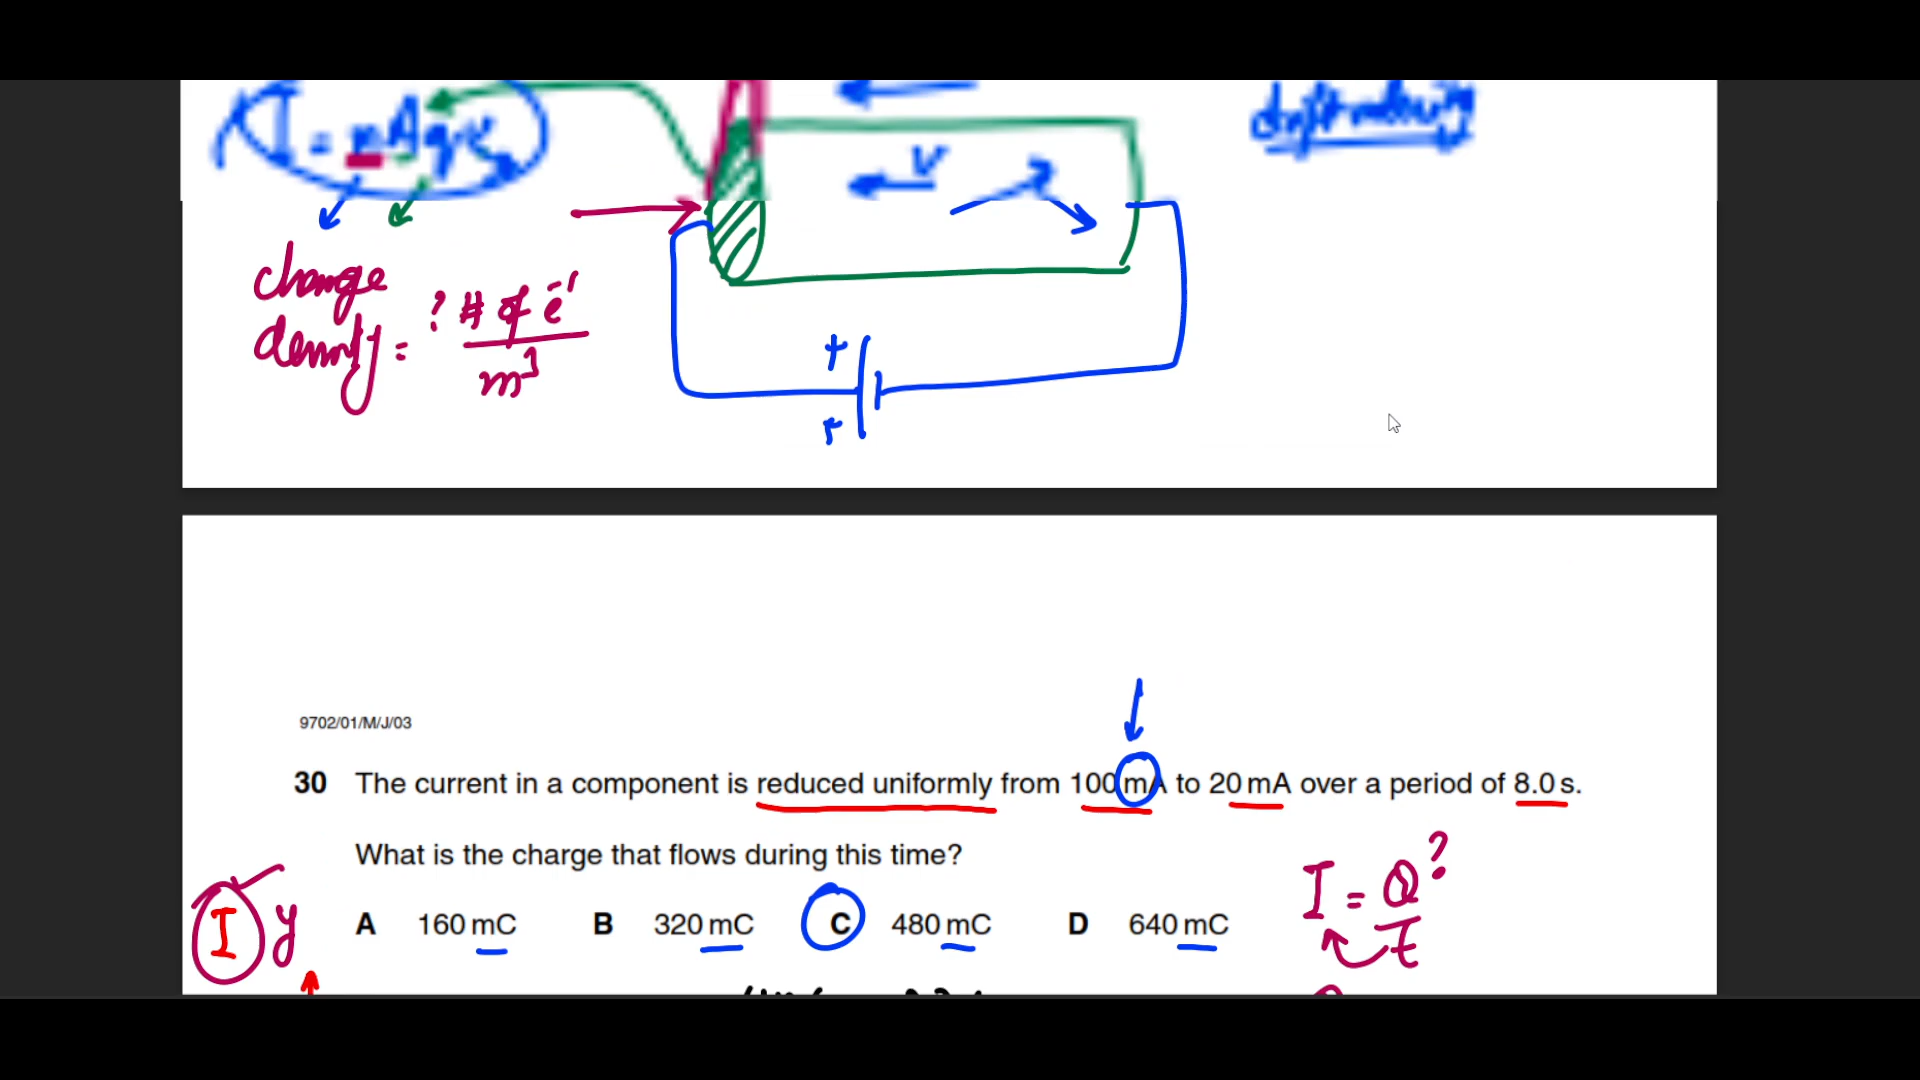 I = nAqv
v
drift velocity
charge
density = ? # of e-
m³
+
r
9702/01/M/J/03
30 The current in a component is reduced uniformly from 100 mA to 20 mA over a period of 8.0 s.
What is the charge that flows during this time?
I = Q?
t
I y
A 160 mC B 320 mC C 480 mC D 640 mC